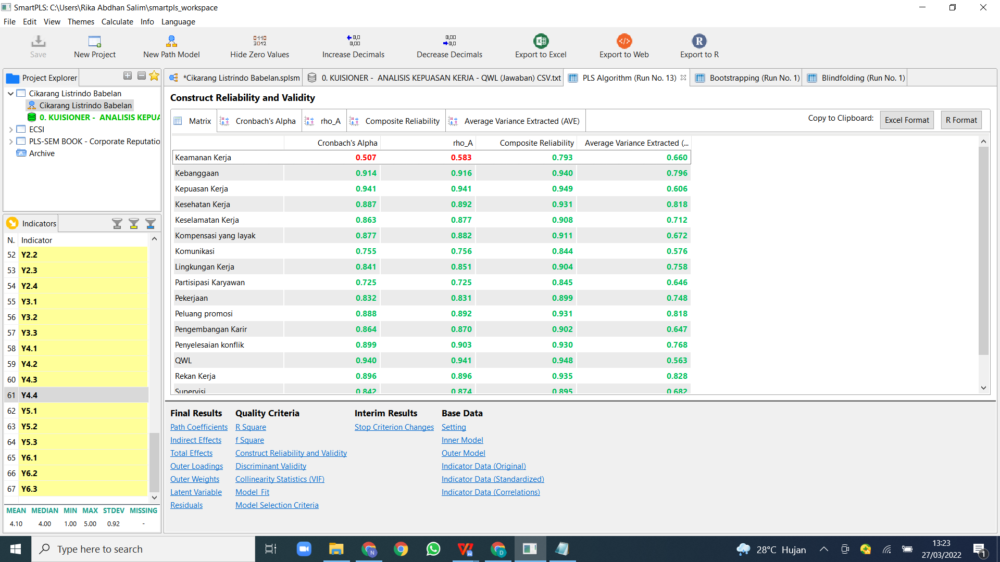 SmartPLS: C:\Users\Rika Abdhan Salim\smartpls_workspace
File Edit View Themes Calculate Info Language
Save New Project New Path Model Hide Zero Values Increase Decimals Decrease Decimals Export to Excel Export to Web Export to R
Project Explorer
Cikarang Listrindo Babelan
Cikarang Listrindo Babelan
0. KUISIONER - ANALISIS KEPUA
ECSI
PLS-SEM BOOK - Corporate Reputatio
Archive
Indicators
N. Indicator
52 Y2.2
53 Y2.3
54 Y2.4
55 Y3.1
56 Y3.2
57 Y3.3
58 Y4.1
59 Y4.2
60 Y4.3
61 Y4.4
62 Y5.1
63 Y5.2
64 Y5.3
65 Y6.1
66 Y6.2
67 Y6.3
MEAN MEDIAN MIN MAX STDEV MISSING
4.10 4.00 1.00 5.00 0.92 -
*Cikarang Listrindo Babelan.splsm 0. KUISIONER - ANALISIS KEPUASAN KERJA - QWL (Jawaban) CSV.txt PLS Algorithm (Run No. 13) Bootstrapping (Run No. 1) Blindfolding (Run No. 1)
Construct Reliability and Validity
Matrix Cronbach's Alpha rho_A Composite Reliability Average Variance Extracted (AVE) Copy to Clipboard: Excel Format R Format
Cronbach's Alpha rho_A Composite Reliability Average Variance Extracted (...
Keamanan Kerja 0.507 0.583 0.793 0.660
Kebanggaan 0.914 0.916 0.940 0.796
Kepuasan Kerja 0.941 0.941 0.949 0.606
Kesehatan Kerja 0.887 0.892 0.931 0.818
Keselamatan Kerja 0.863 0.877 0.908 0.712
Kompensasi yang layak 0.877 0.882 0.911 0.672
Komunikasi 0.755 0.756 0.844 0.576
Lingkungan Kerja 0.841 0.851 0.904 0.758
Partisipasi Karyawan 0.725 0.725 0.845 0.646
Pekerjaan 0.832 0.831 0.899 0.748
Peluang promosi 0.888 0.892 0.931 0.818
Pengembangan Karir 0.864 0.870 0.902 0.647
Penyelesaian konflik 0.899 0.903 0.930 0.768
QWL 0.940 0.941 0.948 0.563
Rekan Kerja 0.896 0.896 0.935 0.828
Supervisi 0.842 0.874 0.895 0.682
Final Results Quality Criteria Interim Results Base Data
Path Coefficients R Square Stop Criterion Changes Setting
Indirect Effects f Square Inner Model
Total Effects Construct Reliability and Validity Outer Model
Outer Loadings Discriminant Validity Indicator Data (Original)
Outer Weights Collinearity Statistics (VIF) Indicator Data (Standardized)
Latent Variable Model_Fit Indicator Data (Correlations)
Residuals Model Selection Criteria
Type here to search
28°C Hujan
13:23
27/03/2022
1